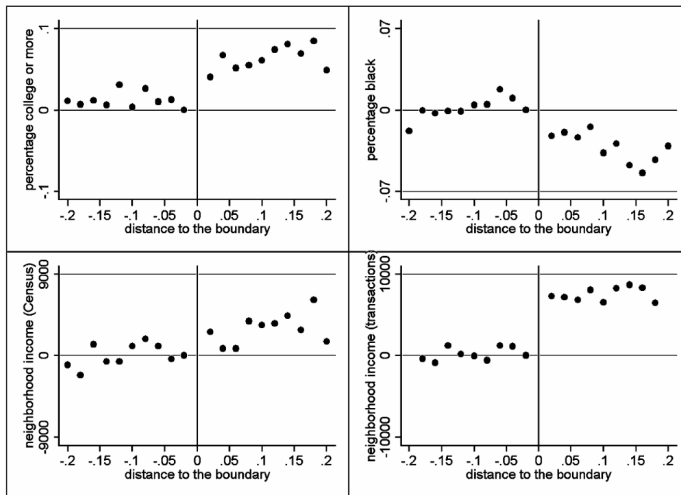 percentage college or more
.1
0
-.1
-.2 -.15 -.1 -.05 0 .05 .1 .15 .2
distance to the boundary
percentage black
.07
0
-.07
-.2 -.15 -.1 -.05 0 .05 .1 .15 .2
distance to the boundary
neighborhood income (Census)
9000
0
-9000
-.2 -.15 -.1 -.05 0 .05 .1 .15 .2
distance to the boundary
neighborhood income (transactions)
10000
0
-10000
-.2 -.15 -.1 -.05 0 .05 .1 .15 .2
distance to the boundary